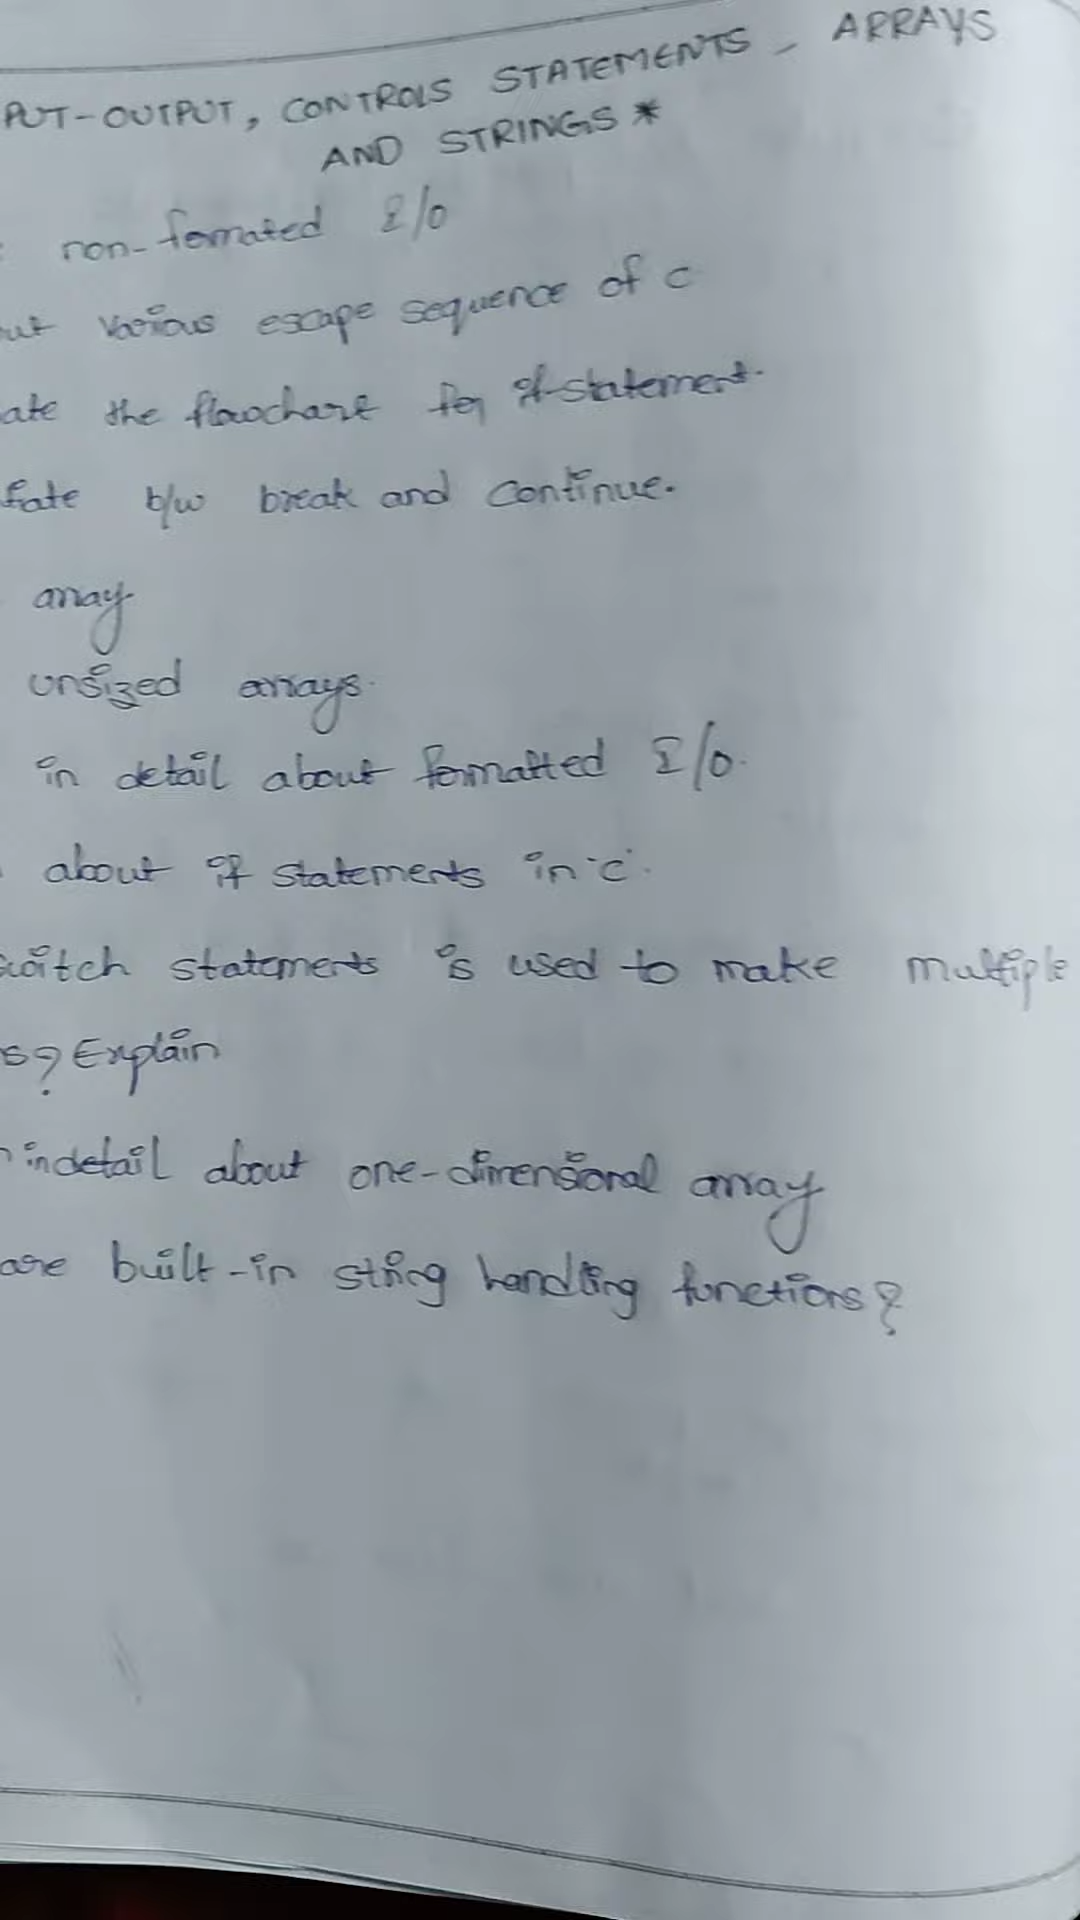 PUT-OUTPUT, CONTROLS STATEMENTS, ARRAYS
AND STRINGS *
non-formated I/O
out various escape sequence of c
ate the flowchart for if-statement.
tiate b/w break and continue.
array
unsized arrays.
in detail about formatted I/O.
about if statements in 'c'.
switch statements is used to make multiple
s? Explain
n indetail about one-dimensional array
are built-in string handling functions?